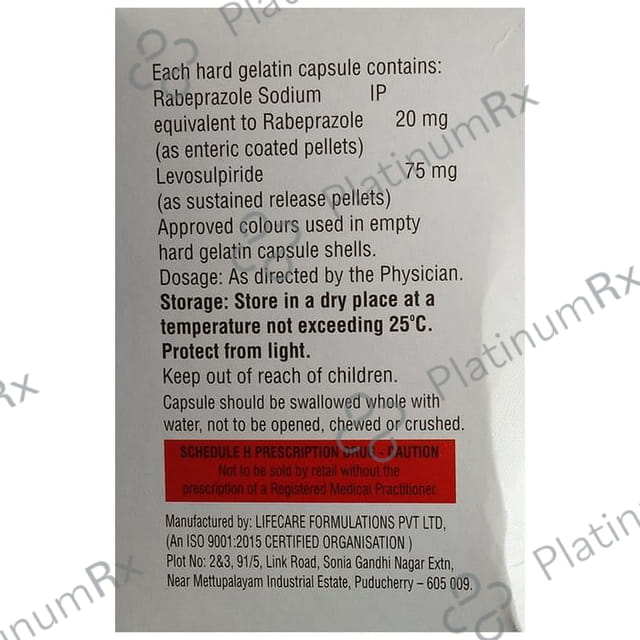 Each hard gelatin capsule contains:
Rabeprazole Sodium IP
equivalent to Rabeprazole 20 mg
(as enteric coated pellets)
Levosulpiride 75 mg
(as sustained release pellets)
Approved colours used in empty
hard gelatin capsule shells.
Dosage: As directed by the Physician.
Storage: Store in a dry place at a
temperature not exceeding 25°C.
Protect from light.
Keep out of reach of children.
Capsule should be swallowed whole with
water, not to be opened, chewed or crushed.
SCHEDULE H PRESCRIPTION DRUG - CAUTION
Not to be sold by retail without the
prescription of a Registered Medical Practitioner.
Manufactured by: LIFECARE FORMULATIONS PVT LTD,
(An ISO 9001:2015 CERTIFIED ORGANISATION )
Plot No: 2&3, 91/5, Link Road, Sonia Gandhi Nagar Extn,
Near Mettupalayam Industrial Estate, Puducherry – 605 009.
PlatinumRx
PlatinumRx
PlatinumRx
Rx
Platinu
inumRx